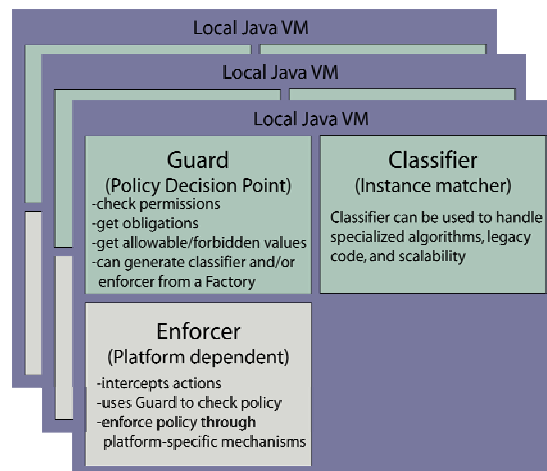 Local Java VM
Local Java VM
Local Java VM
Guard
(Policy Decision Point)
-check permissions
-get obligations
-get allowable/forbidden values
-can generate classifier and/or
enforcer from a Factory
Classifier
(Instance matcher)
Classifier can be used to handle
specialized algorithms, legacy
code, and scalability
Enforcer
(Platform dependent)
-intercepts actions
-uses Guard to check policy
-enforce policy through
platform-specific mechanisms